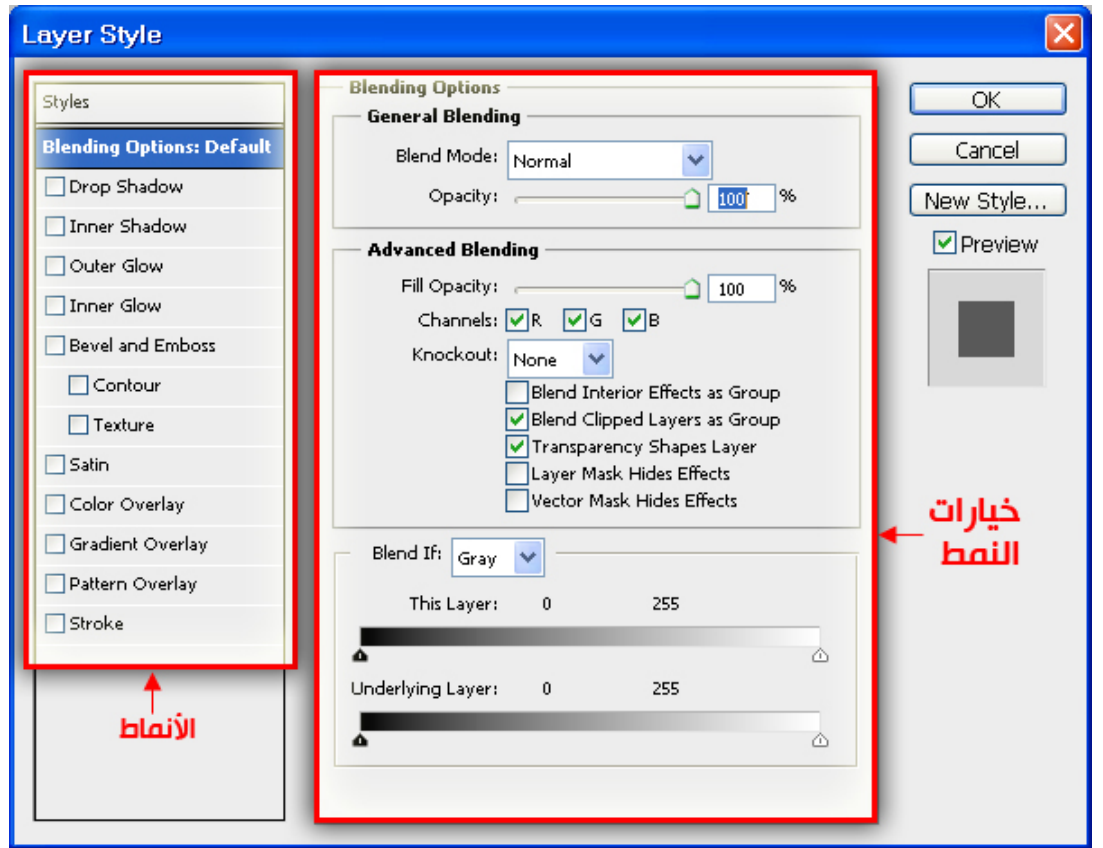 Layer Style
Styles
Blending Options: Default
Drop Shadow
Inner Shadow
Outer Glow
Inner Glow
Bevel and Emboss
Contour
Texture
Satin
Color Overlay
Gradient Overlay
Pattern Overlay
Stroke
الأنماط
Blending Options
General Blending
Blend Mode: Normal
Opacity: 100 %
Advanced Blending
Fill Opacity: 100 %
Channels: R G B
Knockout: None
Blend Interior Effects as Group
Blend Clipped Layers as Group
Transparency Shapes Layer
Layer Mask Hides Effects
Vector Mask Hides Effects
Blend If: Gray
This Layer: 0 255
Underlying Layer: 0 255
OK
Cancel
New Style...
Preview
خيارات
النمط